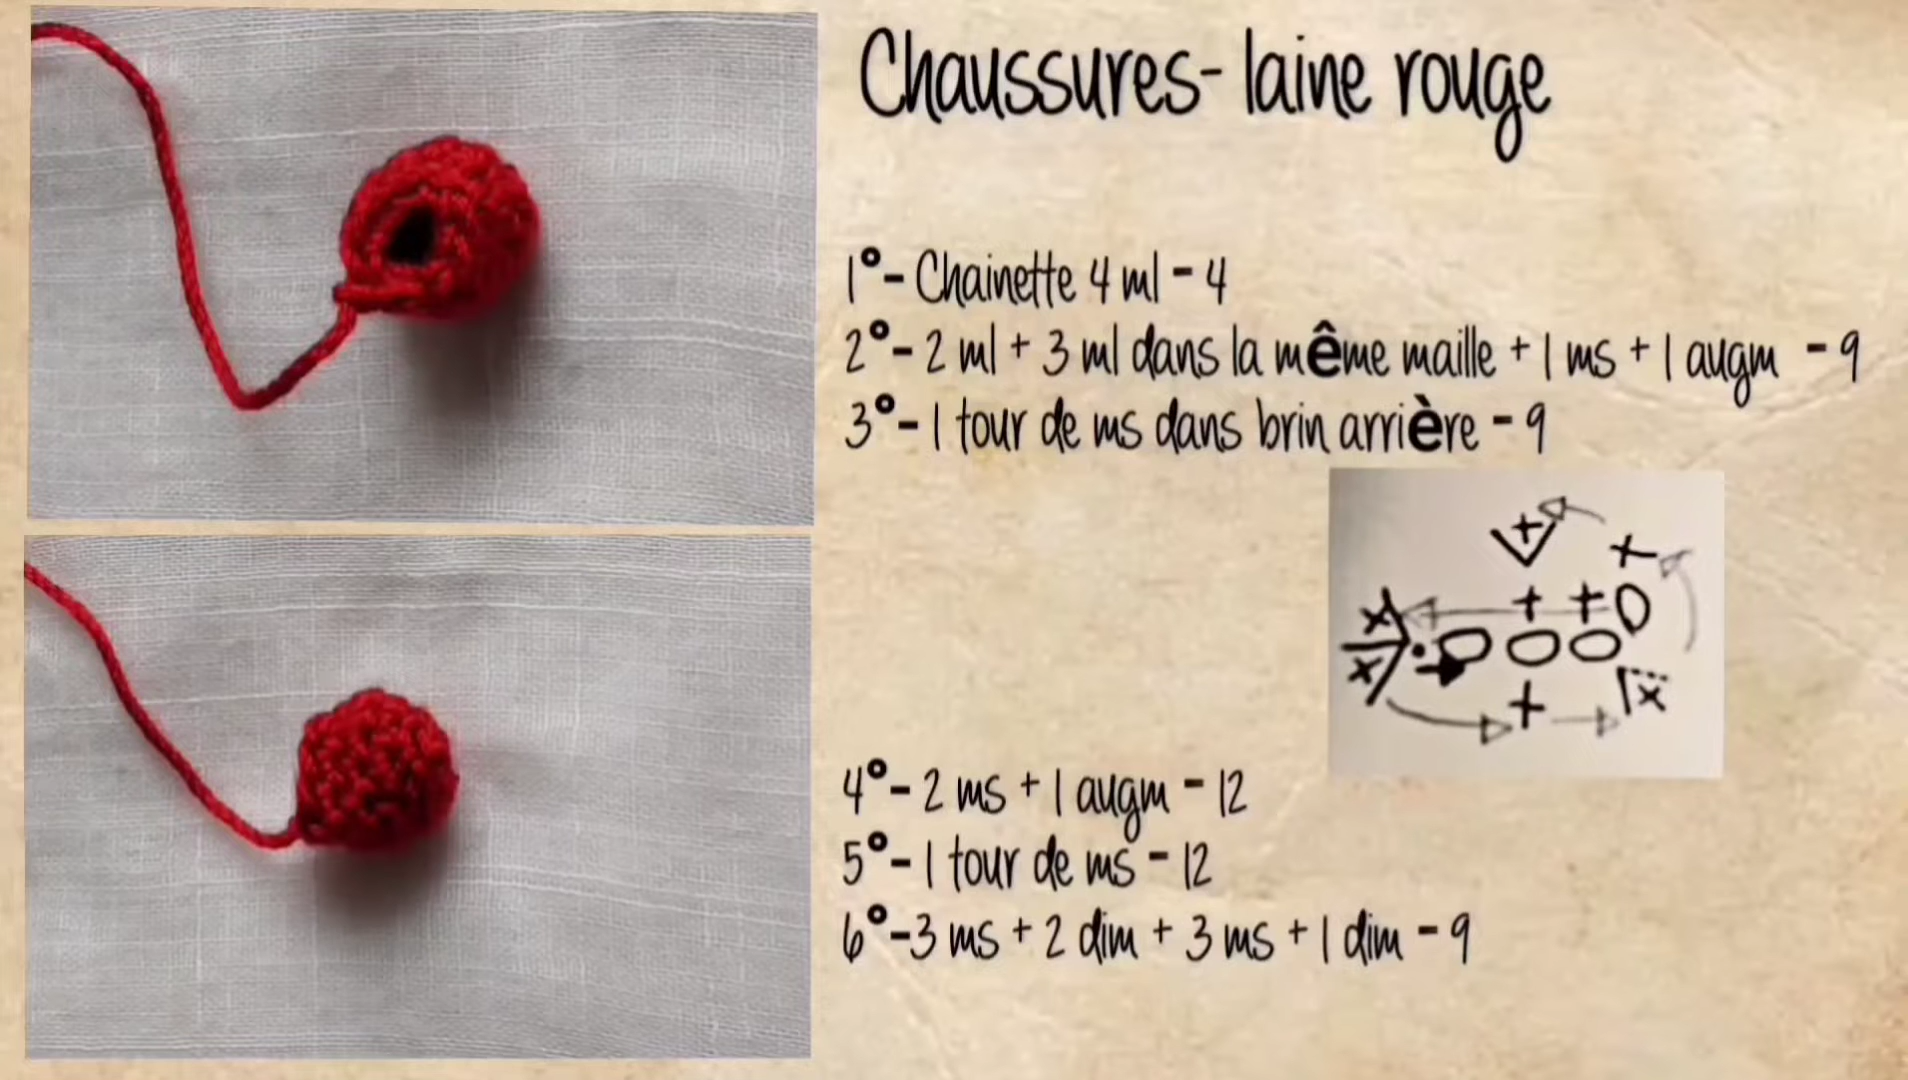 Chaussures- laine rouge
1°- Chainette 4 ml - 4
2°- 2 ml + 3 ml dans la même maille + 1 ms + 1 augm - 9
3°- 1 tour de ms dans brin arrière - 9
4°- 2 ms + 1 augm - 12
5°- 1 tour de ms - 12
6°-3 ms + 2 dim + 3 ms + 1 dim - 9